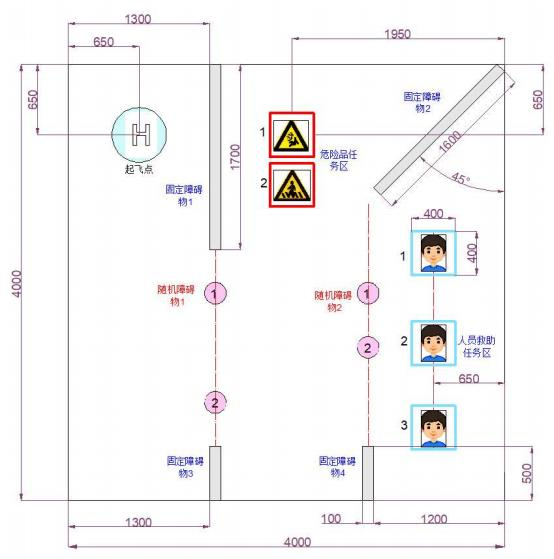 1300
1950
650
650
650
H
起飞点
固定障碍
物1
1700
1
2
危险品任
务区
固定障碍
物2
1600
45°
400
400
1
2
3
人员救助
任务区
650
4000
随机障碍
物1
1
2
随机障碍
物2
1
2
固定障碍
物3
固定障碍
物4
500
1300
100
1200
4000